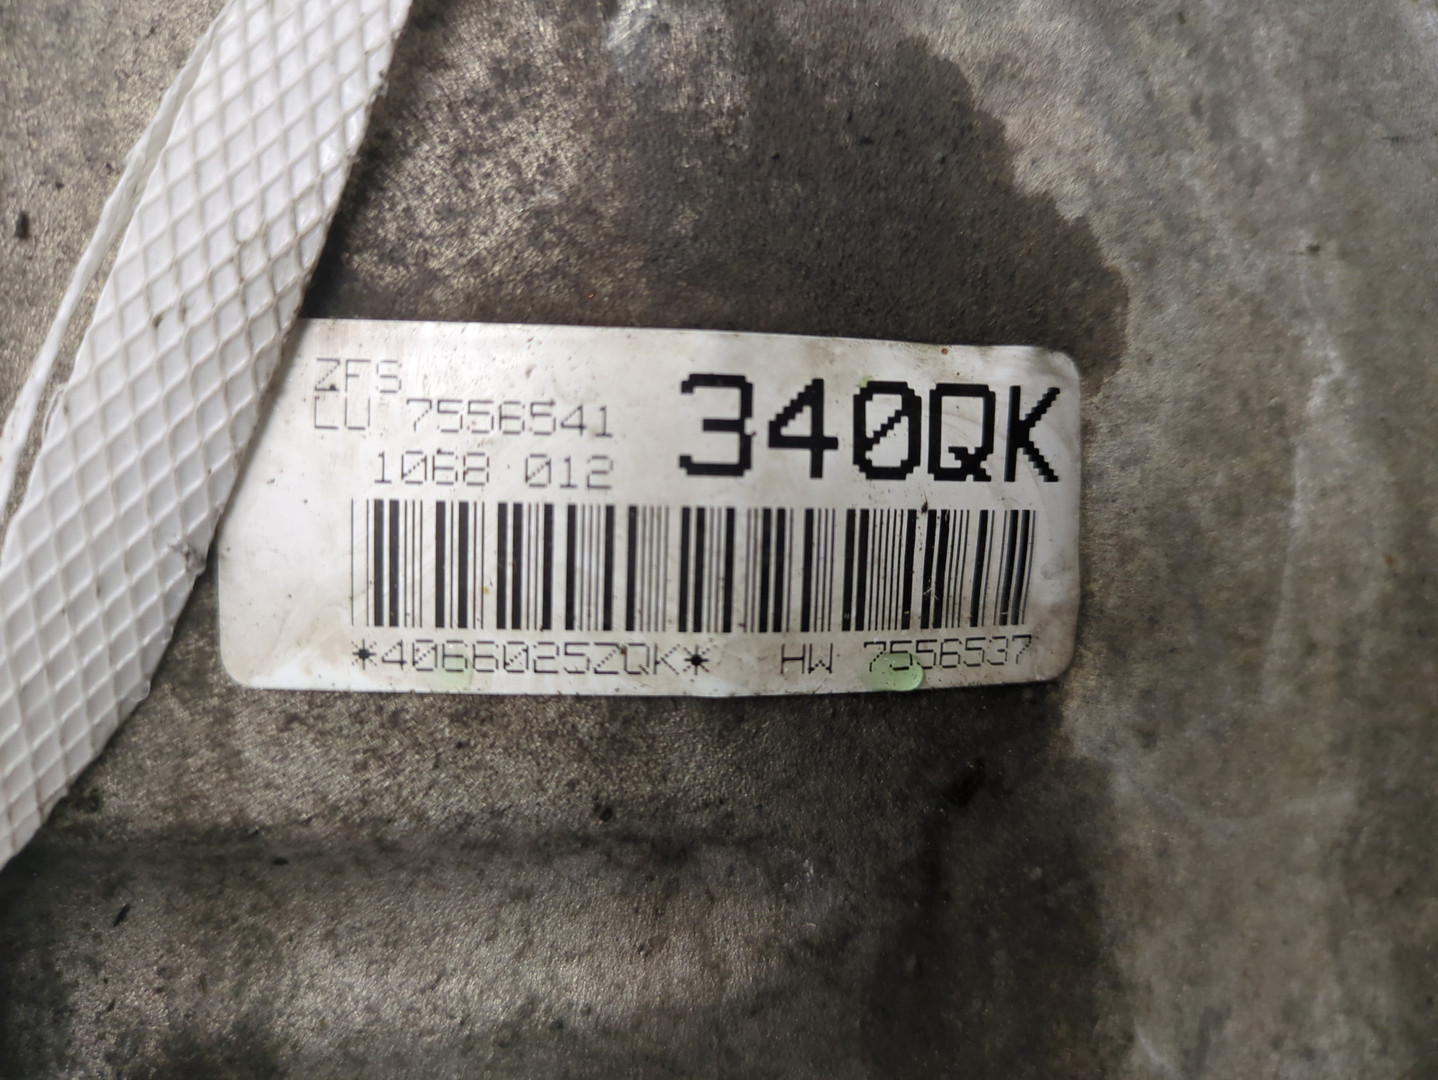 ZFS
LU 7556541
340QK
1068 012
*4066025ZQK* HW 7556537